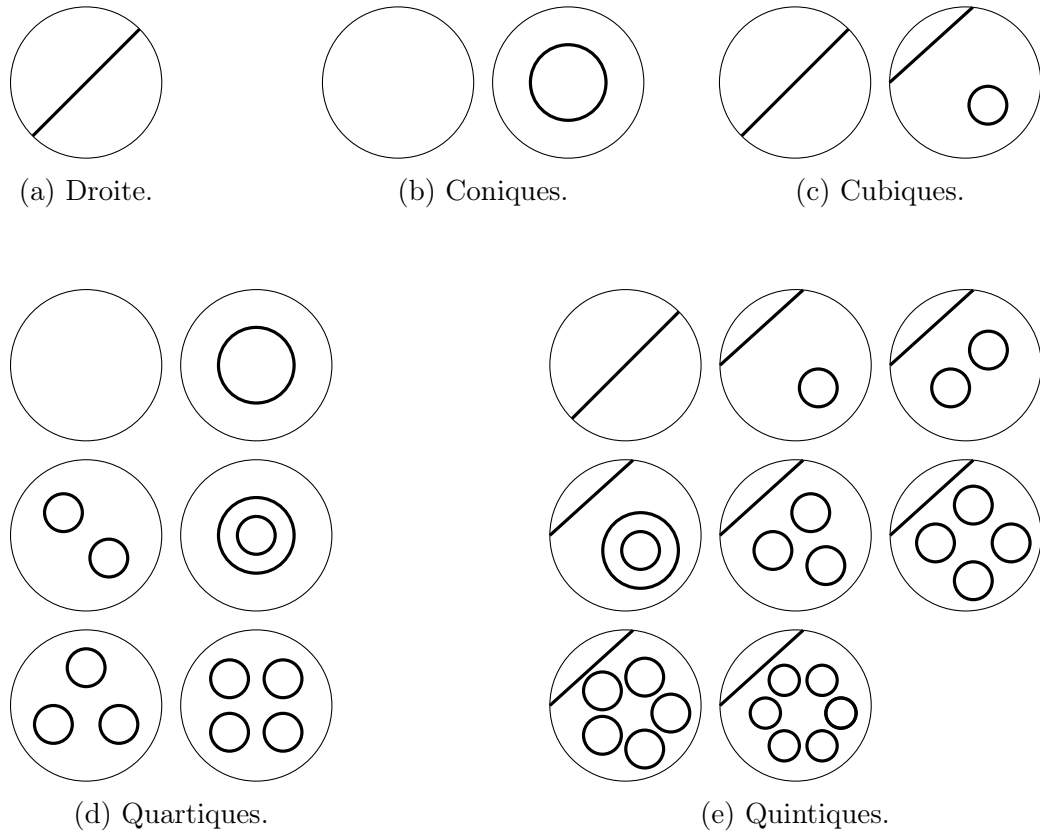 (a) Droite.
(b) Coniques.
(c) Cubiques.
(d) Quartiques.
(e) Quintiques.